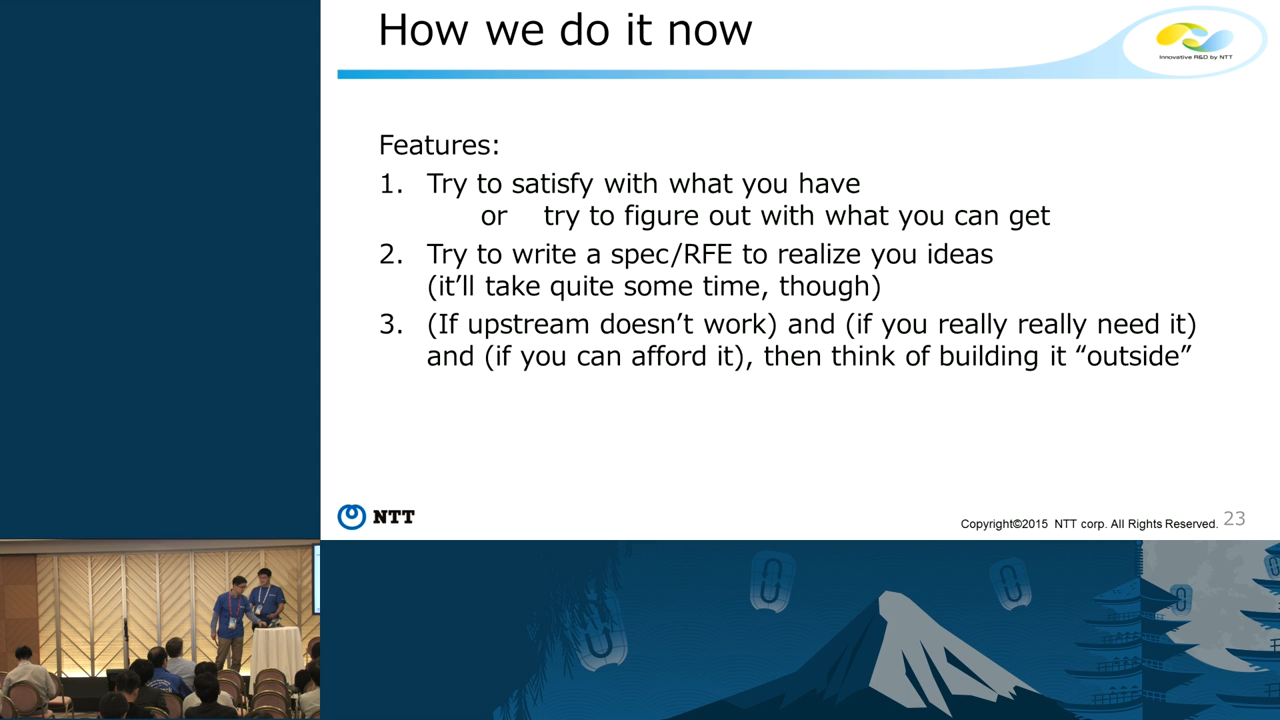 How we do it now
Innovative R&D by NTT
Features:
1. Try to satisfy with what you have
or try to figure out with what you can get
2. Try to write a spec/RFE to realize you ideas
(it’ll take quite some time, though)
3. (If upstream doesn’t work) and (if you really really need it)
and (if you can afford it), then think of building it “outside”
NTT
Copyright©2015 NTT corp. All Rights Reserved.
23